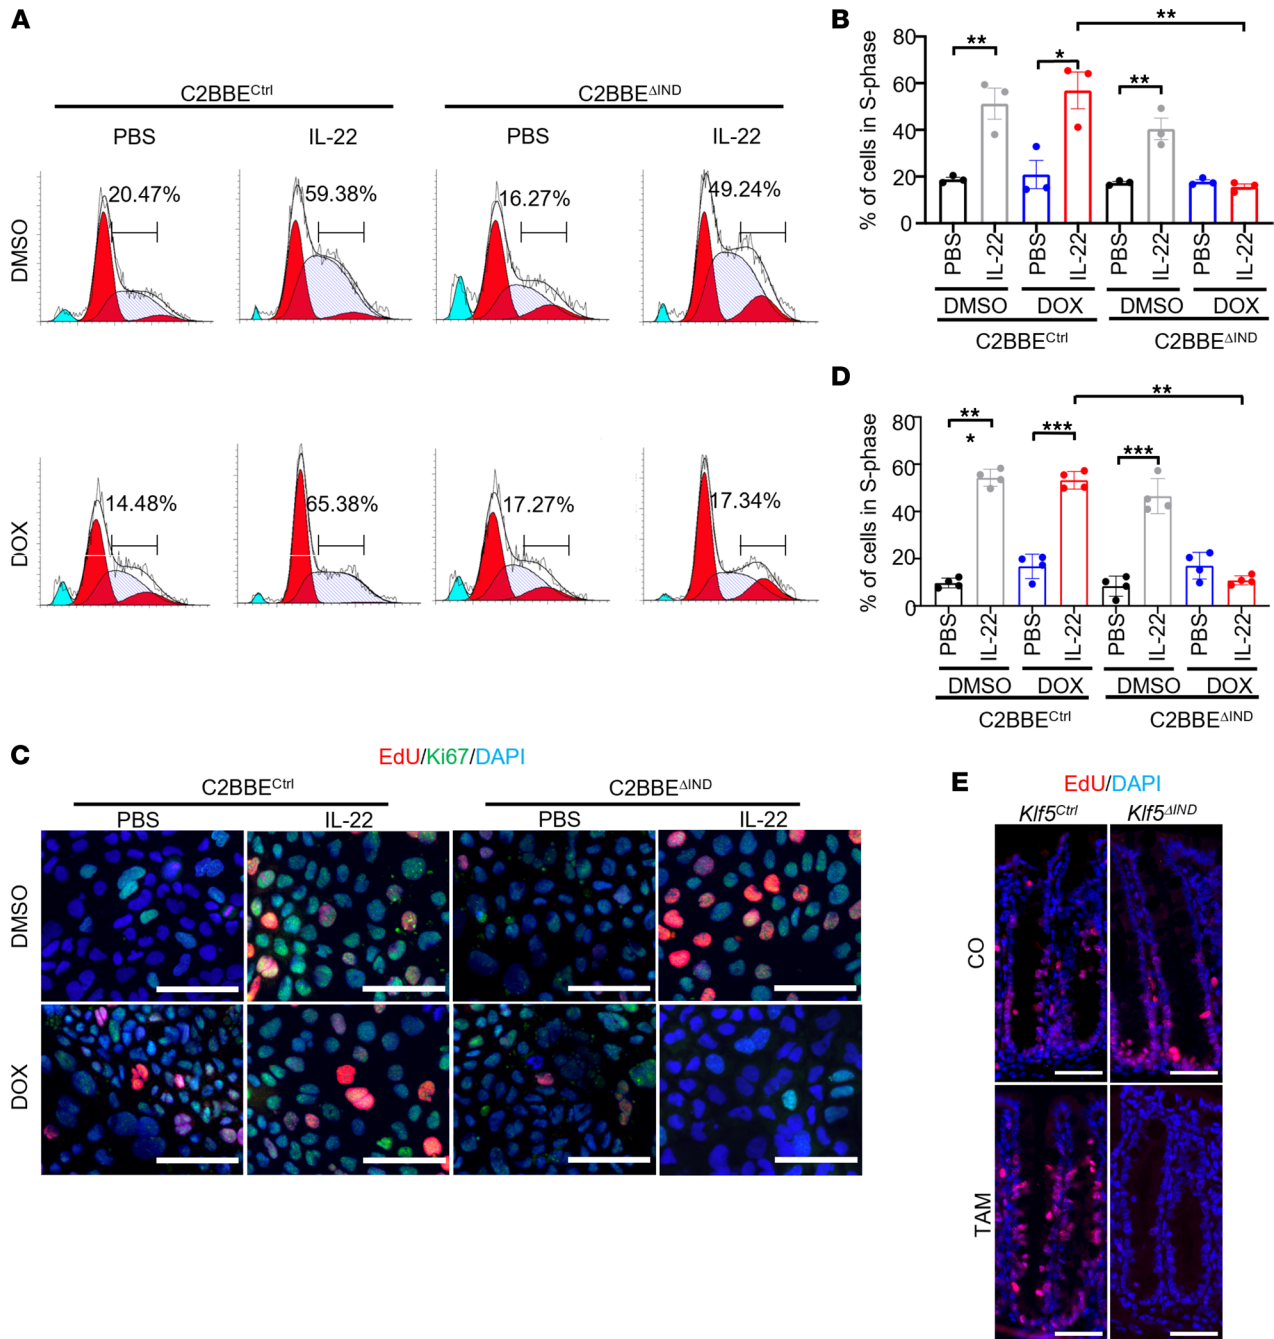 A
C2BBE^Ctrl
C2BBE^ΔIND
PBS
IL-22
PBS
IL-22
DMSO
20.47%
59.38%
16.27%
49.24%
DOX
14.48%
65.38%
17.27%
17.34%
B
% of cells in S-phase
80
60
40
20
0
**
*
**
**
PBS
IL-22
PBS
IL-22
PBS
IL-22
PBS
IL-22
DMSO
DOX
DMSO
DOX
C2BBE^Ctrl
C2BBE^ΔIND
D
% of cells in S-phase
80
60
40
20
0
**
*
***
***
**
PBS
IL-22
PBS
IL-22
PBS
IL-22
PBS
IL-22
DMSO
DOX
DMSO
DOX
C2BBE^Ctrl
C2BBE^ΔIND
C
EdU/Ki67/DAPI
C2BBE^Ctrl
C2BBE^ΔIND
PBS
IL-22
PBS
IL-22
DMSO
DOX
E
EdU/DAPI
Klf5^Ctrl
Klf5^ΔIND
CO
TAM